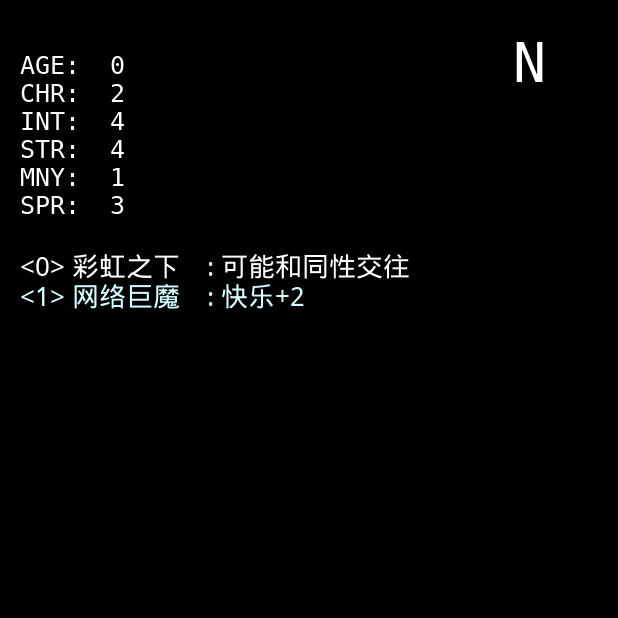 N
AGE: 0
CHR: 2
INT: 4
STR: 4
MNY: 1
SPR: 3
<0> 彩虹之下 : 可能和同性交往
<1> 网络巨魔 : 快乐+2